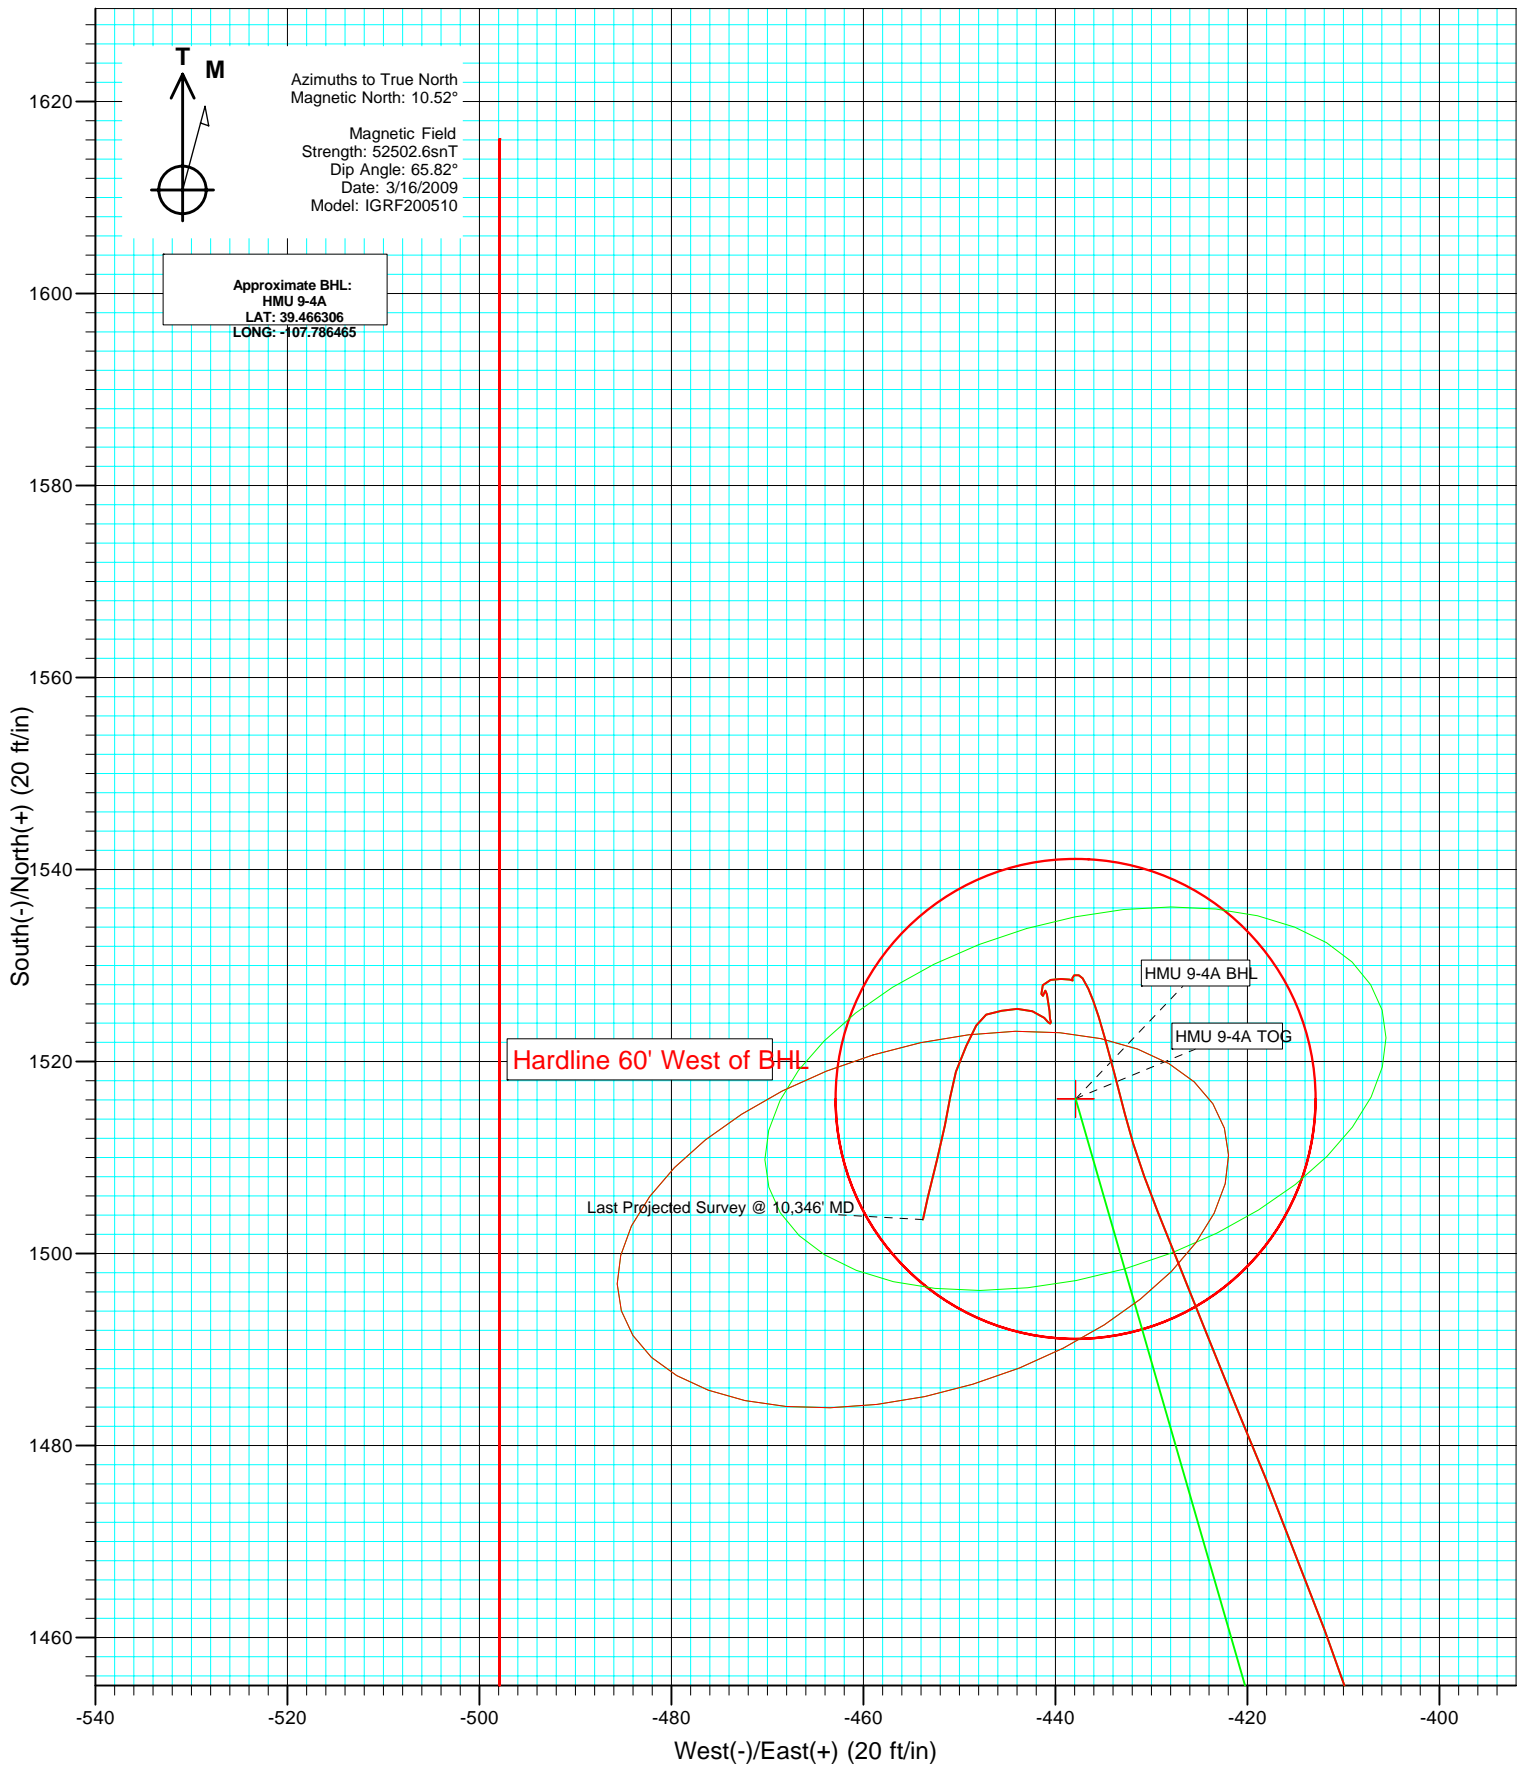 T
M
Azimuths to True North
Magnetic North: 10.52°
Magnetic Field
Strength: 52502.6snT
Dip Angle: 65.82°
Date: 3/16/2009
Model: IGRF200510
Approximate BHL:
HMU 9-4A
LAT: 39.466306
LONG: -107.786465
1620
1600
1580
1560
1540
1520
1500
1480
1460
South(-)/North(+) (20 ft/in)
HMU 9-4A BHL
HMU 9-4A TOG
Hardline 60' West of BHL
Last Projected Survey @ 10,346' MD
-540
-520
-500
-480
-460
-440
-420
-400
West(-)/East(+) (20 ft/in)